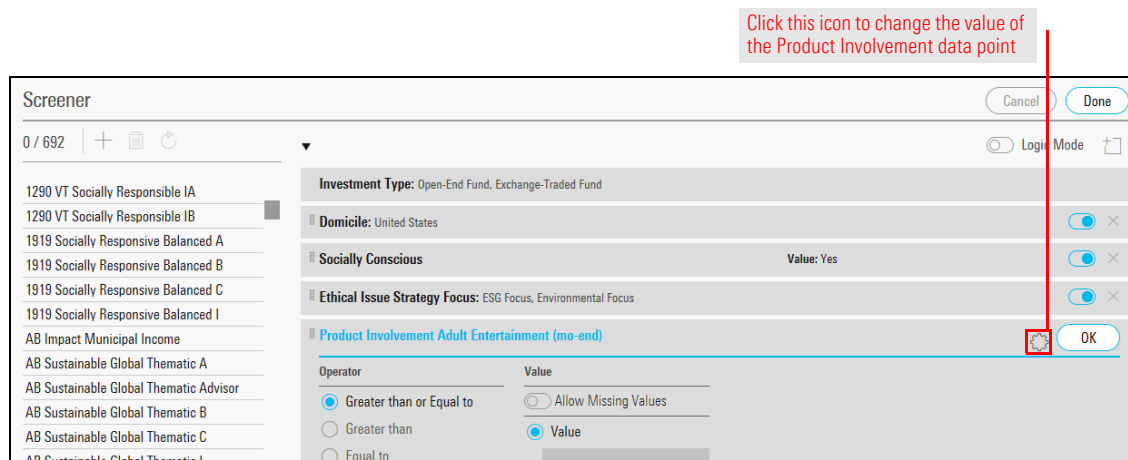 Click this icon to change the value of
the Product Involvement data point
Screener
Cancel
Done
0 / 692
Logic Mode
1290 VT Socially Responsible IA
1290 VT Socially Responsible IB
1919 Socially Responsive Balanced A
1919 Socially Responsive Balanced B
1919 Socially Responsive Balanced C
1919 Socially Responsive Balanced I
AB Impact Municipal Income
AB Sustainable Global Thematic A
AB Sustainable Global Thematic Advisor
AB Sustainable Global Thematic B
AB Sustainable Global Thematic C
AB Sustainable Global Thematic I
Investment Type: Open-End Fund, Exchange-Traded Fund
Domicile: United States
Socially Conscious Value: Yes
Ethical Issue Strategy Focus: ESG Focus, Environmental Focus
Product Involvement Adult Entertainment (mo-end)
OK
Operator
Greater than or Equal to
Greater than
Equal to
Value
Allow Missing Values
Value